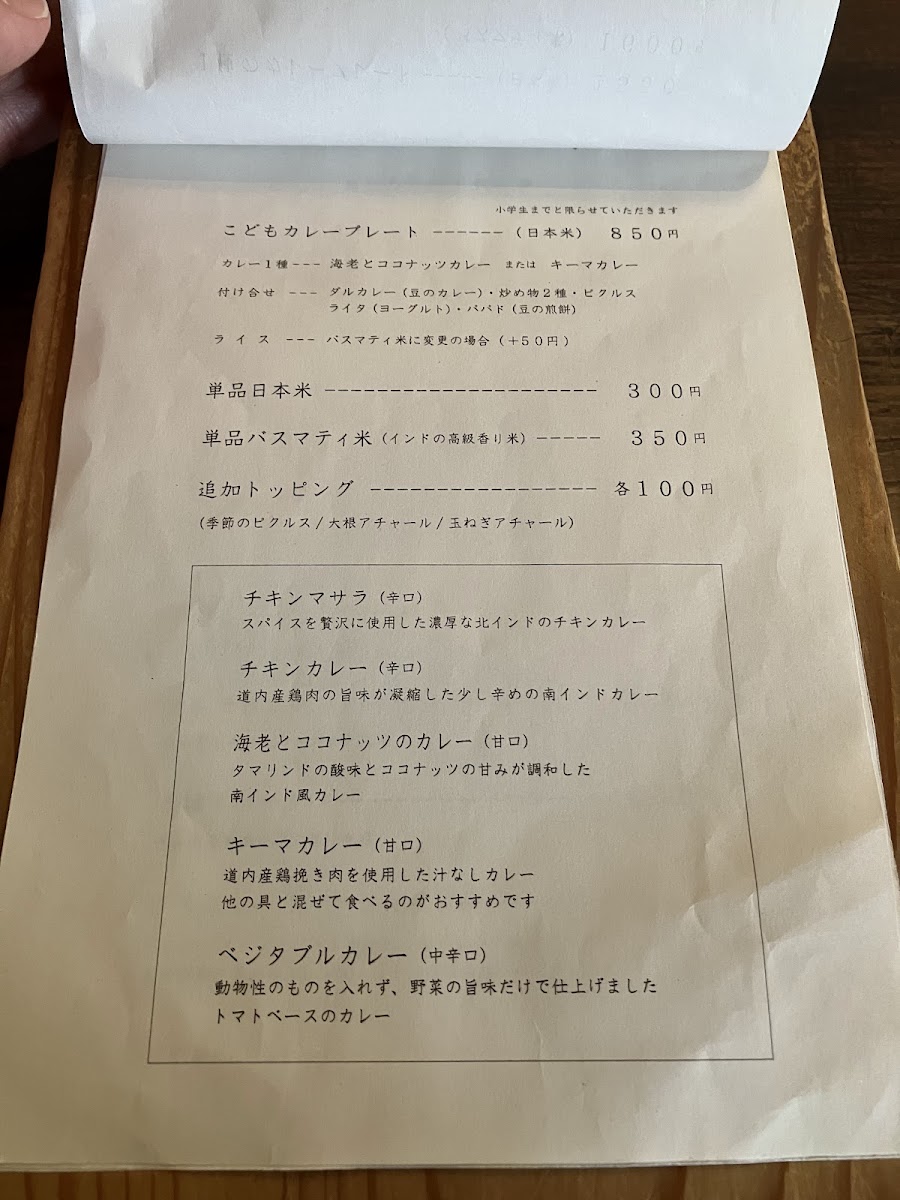 小学生までと限らせていただきます
こどもカレープレート ------ (日本米) 850円
カレー1種--- 海老とココナッツカレー または キーマカレー
付け合せ --- ダルカレー(豆のカレー)・炒め物2種・ピクルス
ライタ(ヨーグルト)・パパド(豆の煎餅)
ライス --- バスマティ米に変更の場合(+50円)
単品日本米 --------------------- 300円
単品バスマティ米(インドの高級香り米)----- 350円
追加トッピング ----------------- 各100円
(季節のピクルス/大根アチャール/玉ねぎアチャール)
チキンマサラ(辛口)
スパイスを贅沢に使用した濃厚な北インドのチキンカレー
チキンカレー(辛口)
道内産鶏肉の旨味が凝縮した少し辛めの南インドカレー
海老とココナッツのカレー(甘口)
タマリンドの酸味とココナッツの甘みが調和した
南インド風カレー
キーマカレー(甘口)
道内産鶏挽き肉を使用した汁なしカレー
他の具と混ぜて食べるのがおすすめです
ベジタブルカレー(中辛口)
動物性のものを入れず、野菜の旨味だけで仕上げました
トマトベースのカレー